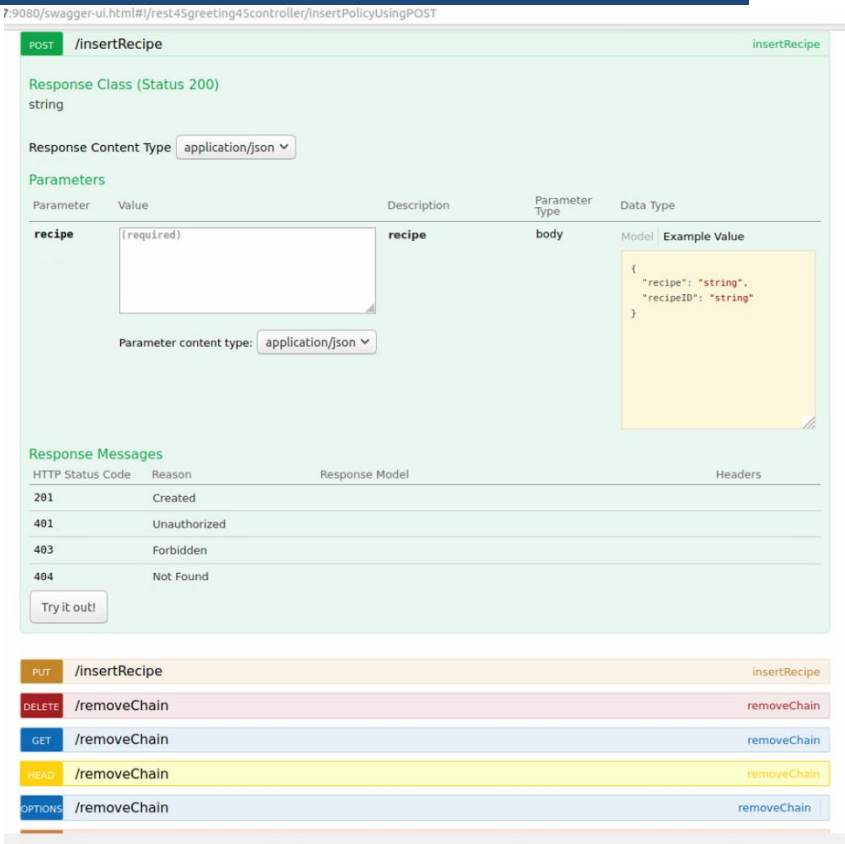 7:9080/swagger-ui.html#!/rest45greeting45controller/insertPolicyUsingPOST
POST /insertRecipe insertRecipe
Response Class (Status 200)
string
Response Content Type application/json
Parameters
Parameter Value Description Parameter Type Data Type
recipe (required) recipe body Model Example Value
{
"recipe": "string",
"recipeID": "string"
}
Parameter content type: application/json
Response Messages
HTTP Status Code Reason Response Model Headers
201 Created
401 Unauthorized
403 Forbidden
404 Not Found
Try it out!
PUT /insertRecipe insertRecipe
DELETE /removeChain removeChain
GET /removeChain removeChain
HEAD /removeChain removeChain
OPTIONS /removeChain removeChain